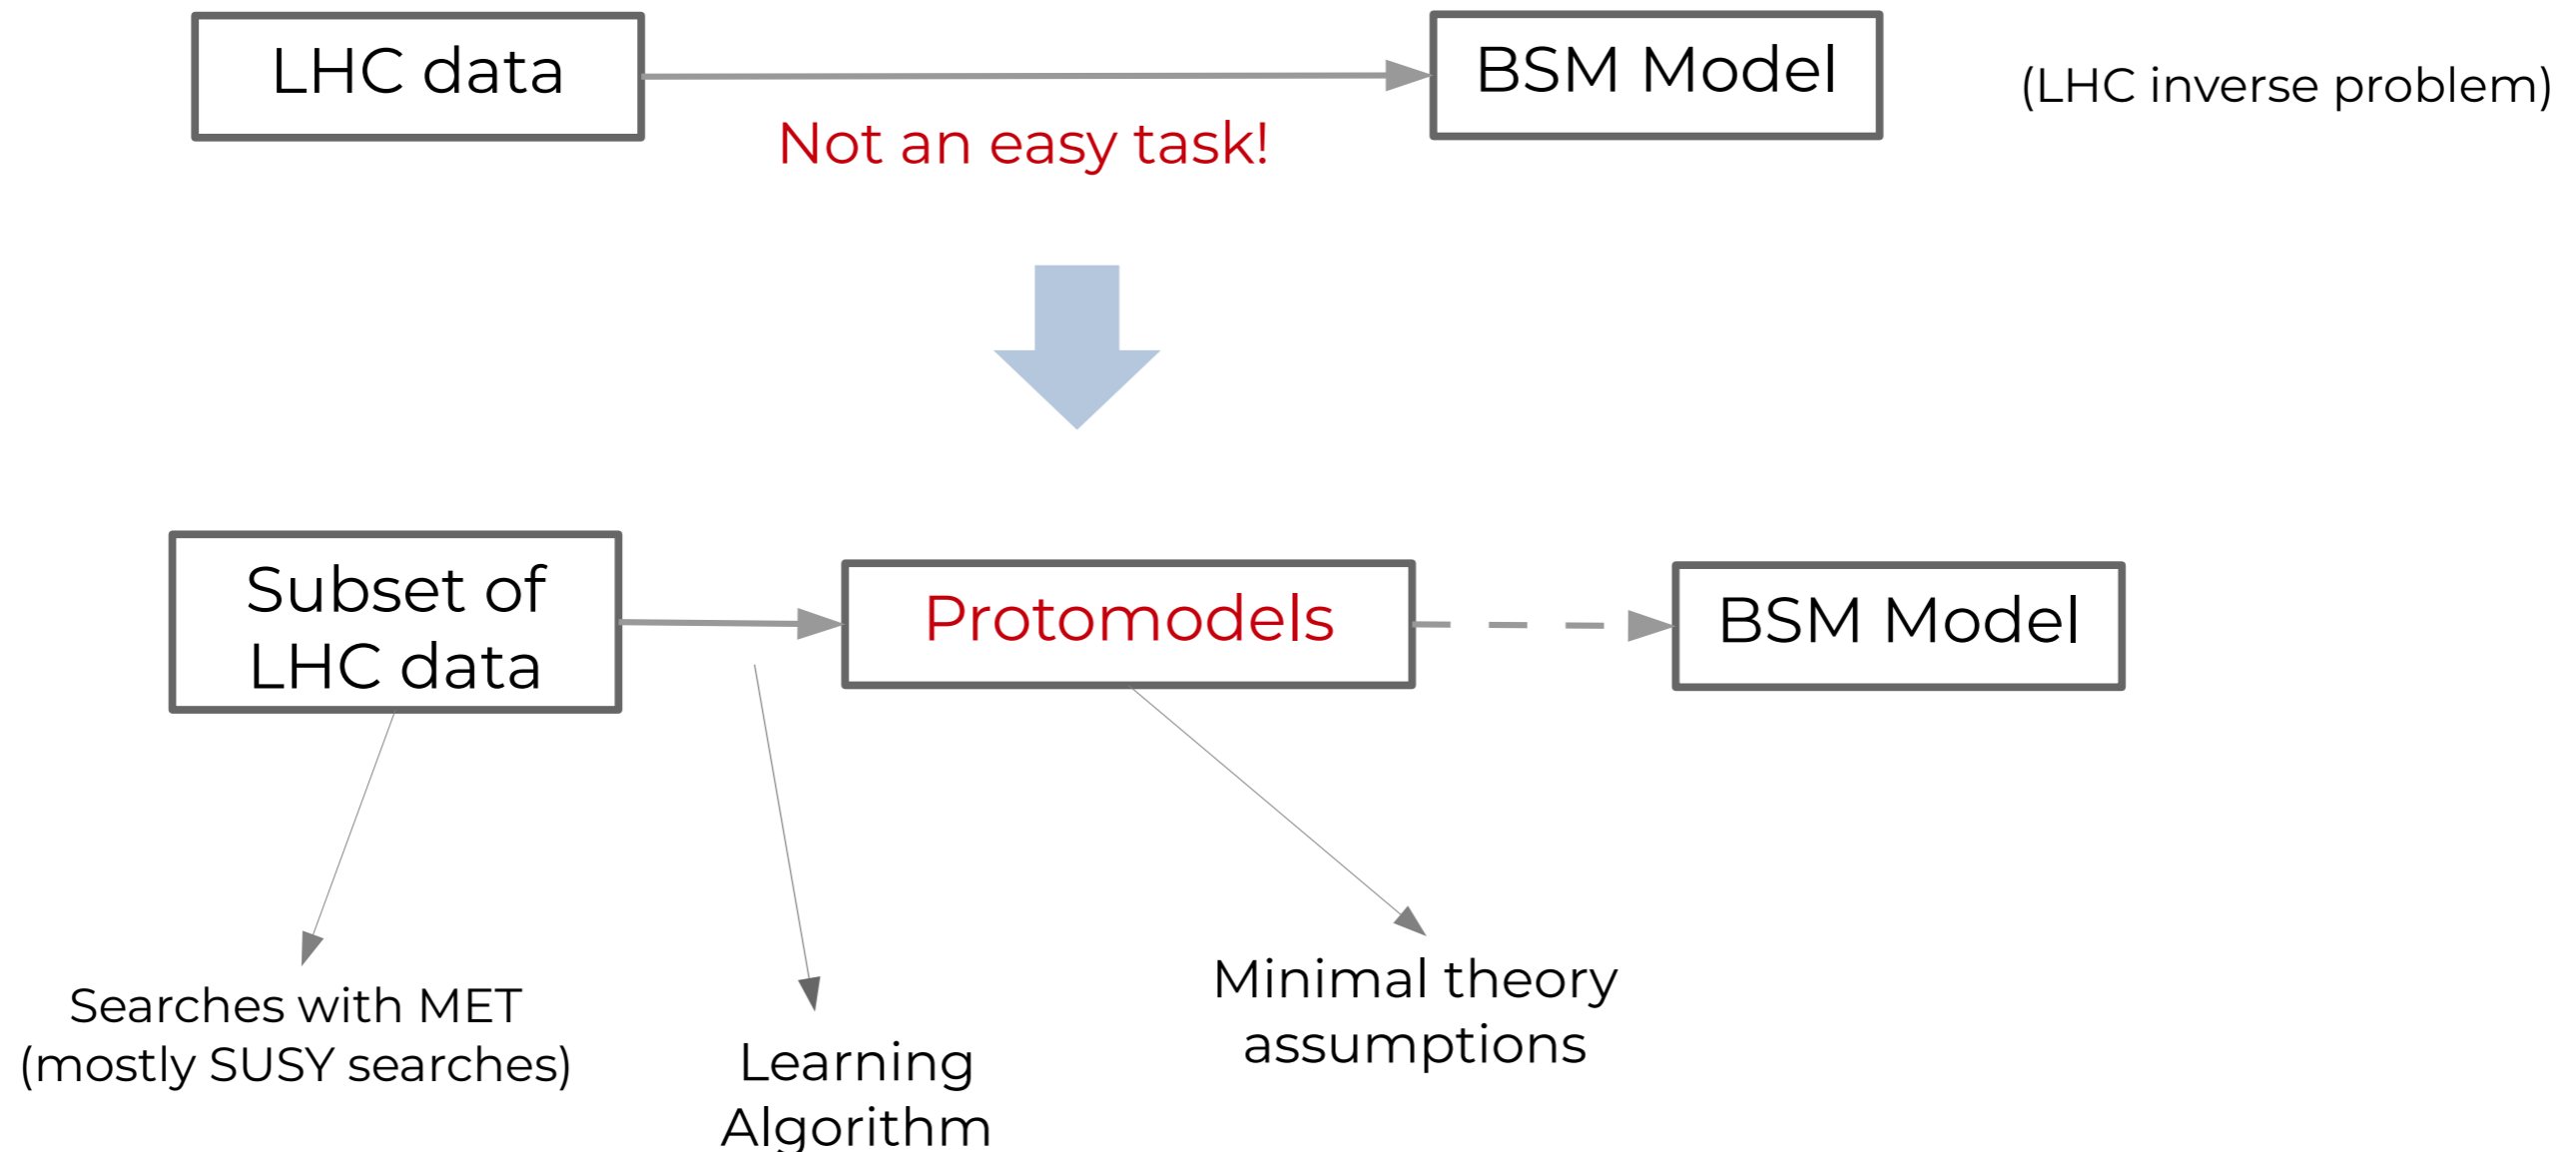 LHC data
BSM Model
(LHC inverse problem)
Not an easy task!
Subset of
LHC data
Protomodels
BSM Model
Searches with MET
(mostly SUSY searches)
Learning
Algorithm
Minimal theory
assumptions